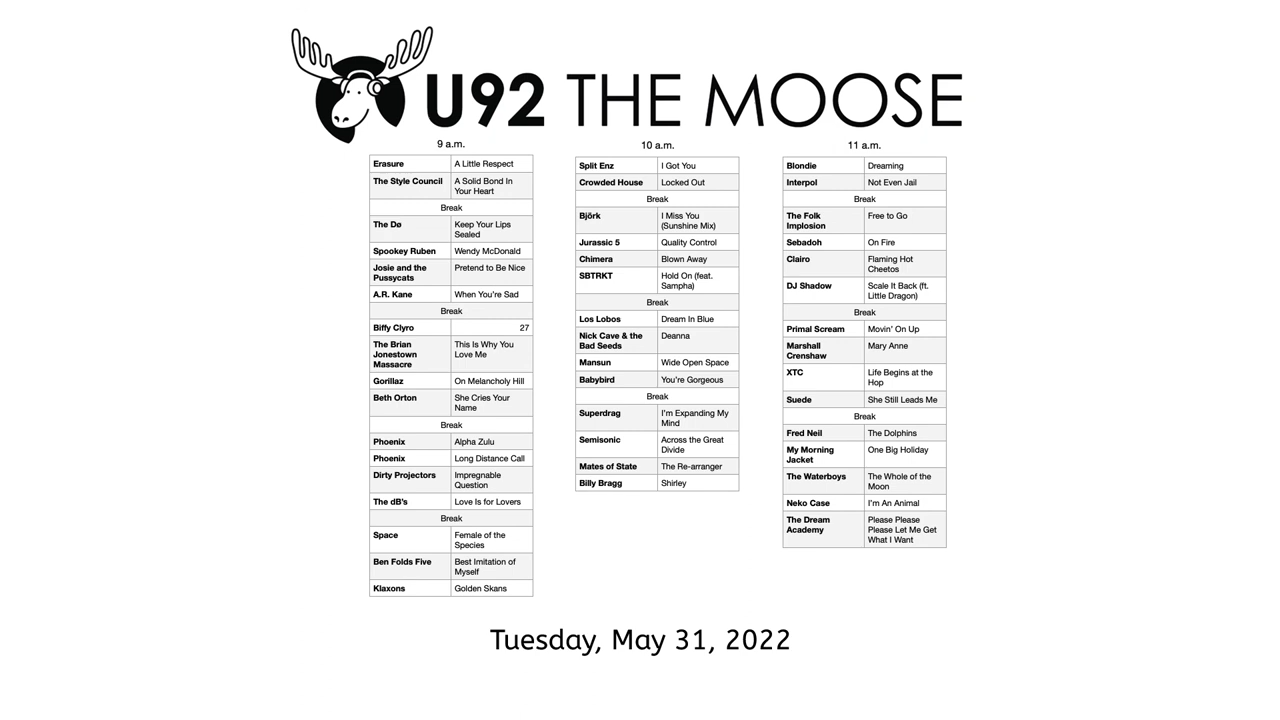 U92 THE MOOSE
9 a.m.
Erasure A Little Respect
The Style Council A Solid Bond In
Your Heart
Break
The Dø Keep Your Lips
Sealed
Spookey Ruben Wendy McDonald
Josie and the Pretend to Be Nice
Pussycats
A.R. Kane When You're Sad
Break
Biffy Clyro 27
The Brian This Is Why You
Jonestown Love Me
Massacre
Gorillaz On Melancholy Hill
Beth Orton She Cries Your
Name
Break
Phoenix Alpha Zulu
Phoenix Long Distance Call
Dirty Projectors Impregnable
Question
The dB's Love Is for Lovers
Break
Space Female of the
Species
Ben Folds Five Best Imitation of
Myself
Klaxons Golden Skans
10 a.m.
Split Enz I Got You
Crowded House Locked Out
Break
Björk I Miss You
(Sunshine Mix)
Jurassic 5 Quality Control
Chimera Blown Away
SBTRKT Hold On (feat.
Sampha)
Break
Los Lobos Dream In Blue
Nick Cave & the Deanna
Bad Seeds
Mansun Wide Open Space
Babybird You're Gorgeous
Break
Superdrag I'm Expanding My
Mind
Semisonic Across the Great
Divide
Mates of State The Re-arranger
Billy Bragg Shirley
11 a.m.
Blondie Dreaming
Interpol Not Even Jail
Break
The Folk Free to Go
Implosion
Sebadoh On Fire
Clairo Flaming Hot
Cheetos
DJ Shadow Scale It Back (ft.
Little Dragon)
Break
Primal Scream Movin' On Up
Marshall Mary Anne
Crenshaw
XTC Life Begins at the
Hop
Suede She Still Leads Me
Break
Fred Neil The Dolphins
My Morning One Big Holiday
Jacket
The Waterboys The Whole of the
Moon
Neko Case I'm An Animal
The Dream Please Please
Academy Please Let Me Get
What I Want
Tuesday, May 31, 2022